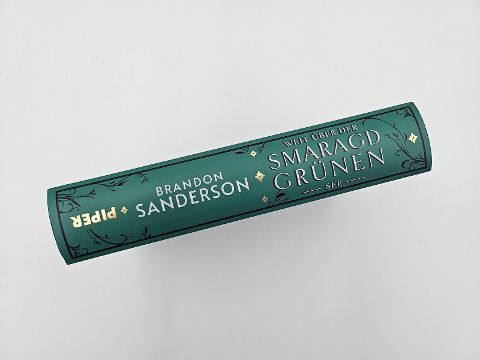 WEIT ÜBER DER
SMARAGD
GRÜNEN
SEE
BRANDON
SANDERSON
PIPER